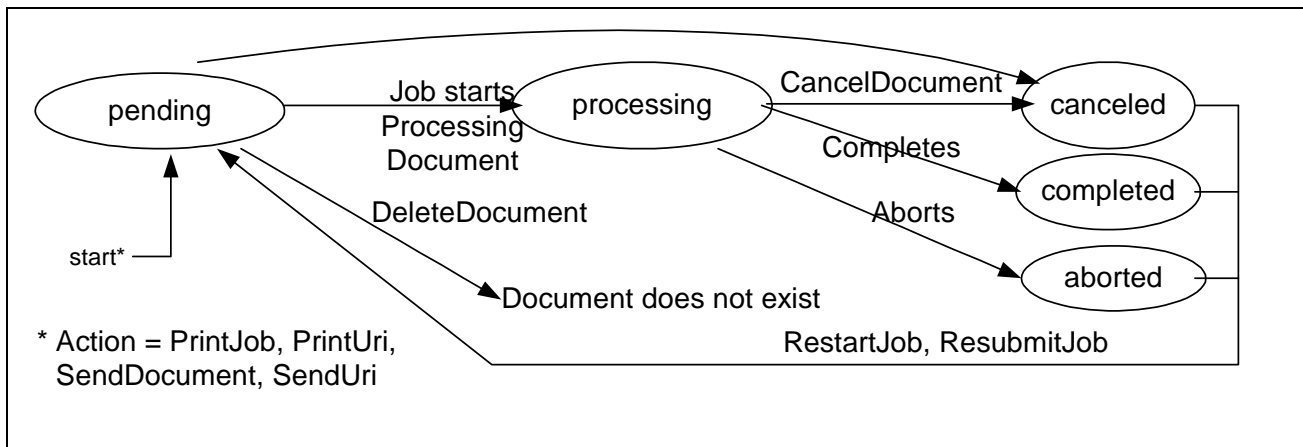 pending
Job starts
Processing
Document
processing
CancelDocument
canceled
Completes
completed
DeleteDocument
Aborts
aborted
start*
Document does not exist
* Action = PrintJob, PrintUri,
SendDocument, SendUri
RestartJob, ResubmitJob